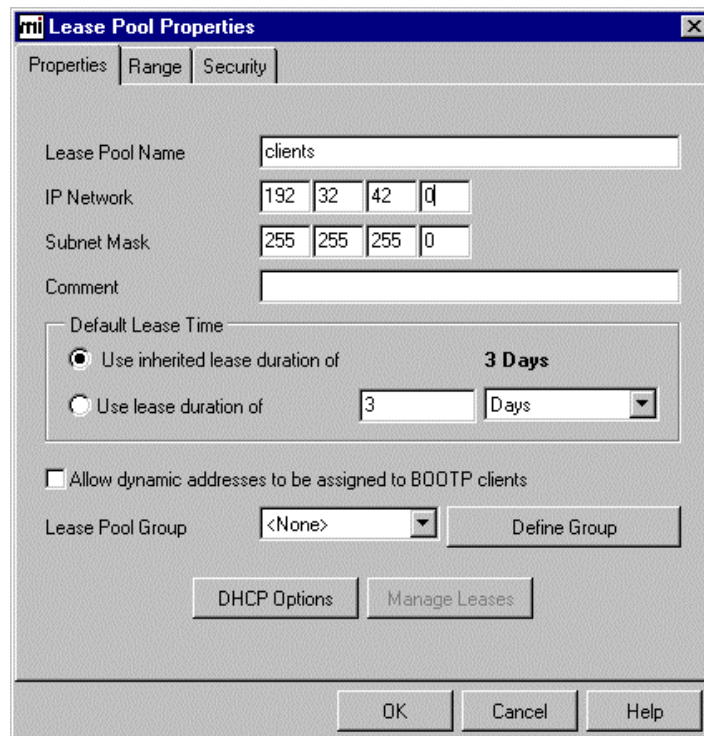 mi Lease Pool Properties
Properties Range Security
Lease Pool Name clients
IP Network 192 32 42 0
Subnet Mask 255 255 255 0
Comment
Default Lease Time
Use inherited lease duration of 3 Days
Use lease duration of 3 Days
Allow dynamic addresses to be assigned to BOOTP clients
Lease Pool Group <None> Define Group
DHCP Options Manage Leases
OK Cancel Help